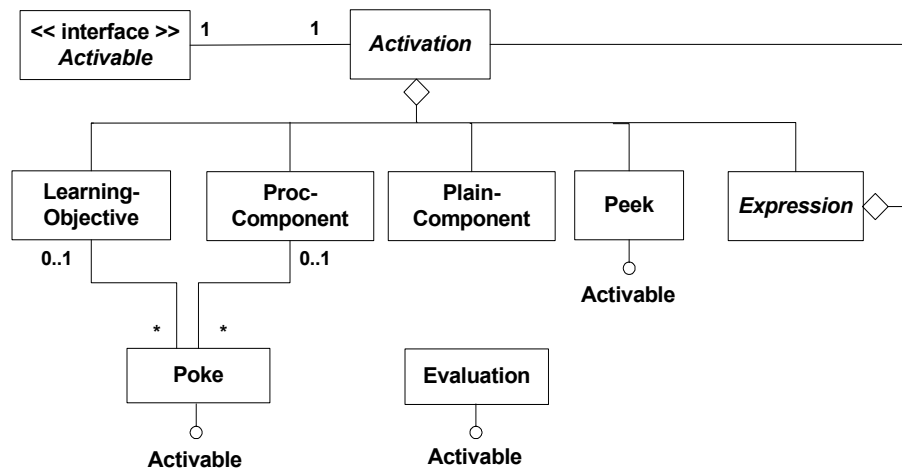 << interface >>
Activable
1
1
Activation
Learning-
Objective
Proc-
Component
Plain-
Component
Peek
Expression
0..1
0..1
Activable
*
*
Poke
Evaluation
Activable
Activable